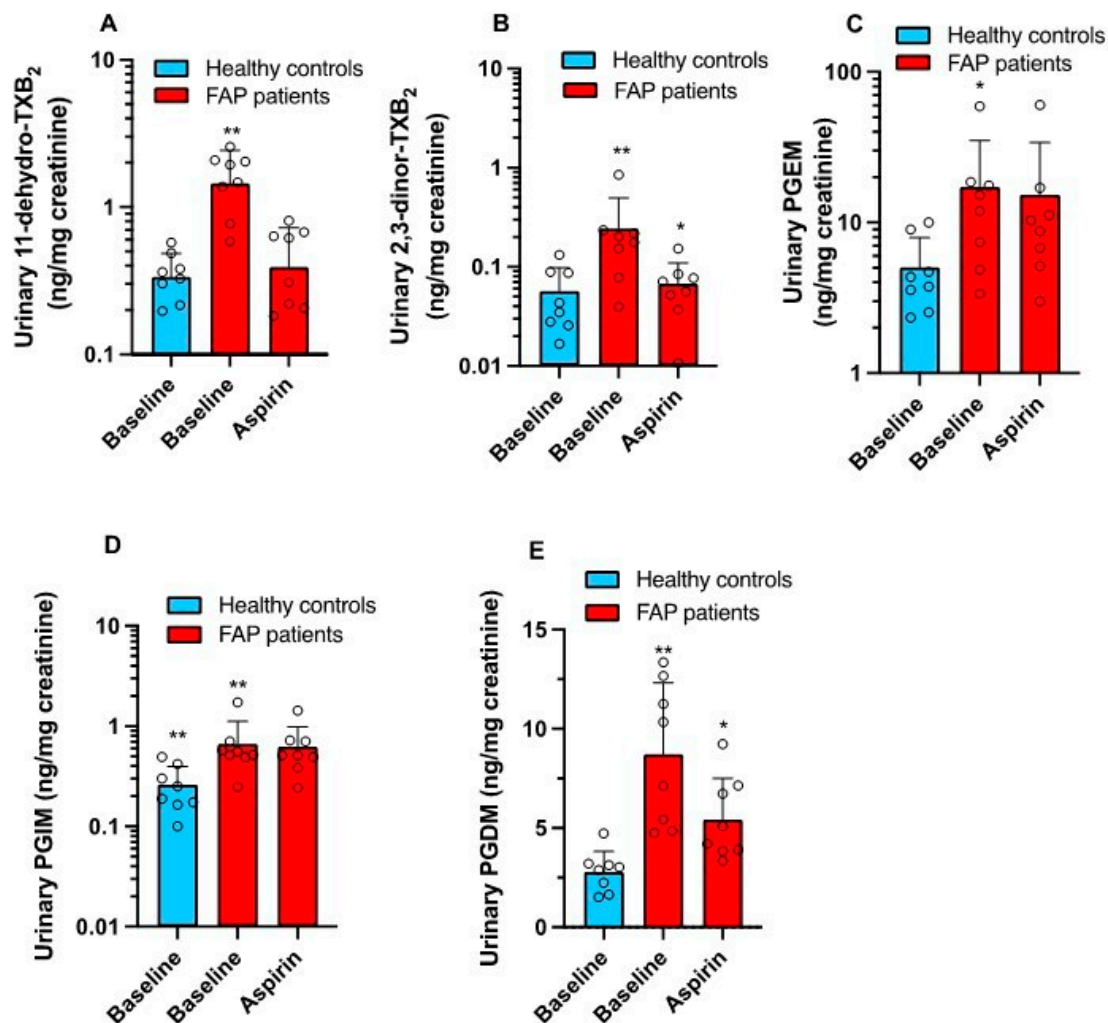 A
Healthy controls
FAP patients
Urinary 11-dehydro-TXB2
(ng/mg creatinine)
10
1
0.1
**
Baseline
Baseline
Aspirin
B
Healthy controls
FAP patients
Urinary 2,3-dinor-TXB2
(ng/mg creatinine)
10
1
0.1
0.01
**
*
Baseline
Baseline
Aspirin
C
Healthy controls
FAP patients
Urinary PGEM
(ng/mg creatinine)
100
10
1
*
Baseline
Baseline
Aspirin
D
Healthy controls
FAP patients
Urinary PGIM (ng/mg creatinine)
10
1
0.1
0.01
**
**
Baseline
Baseline
Aspirin
E
Healthy controls
FAP patients
Urinary PGDM (ng/mg creatinine)
15
10
5
0
**
*
Baseline
Baseline
Aspirin